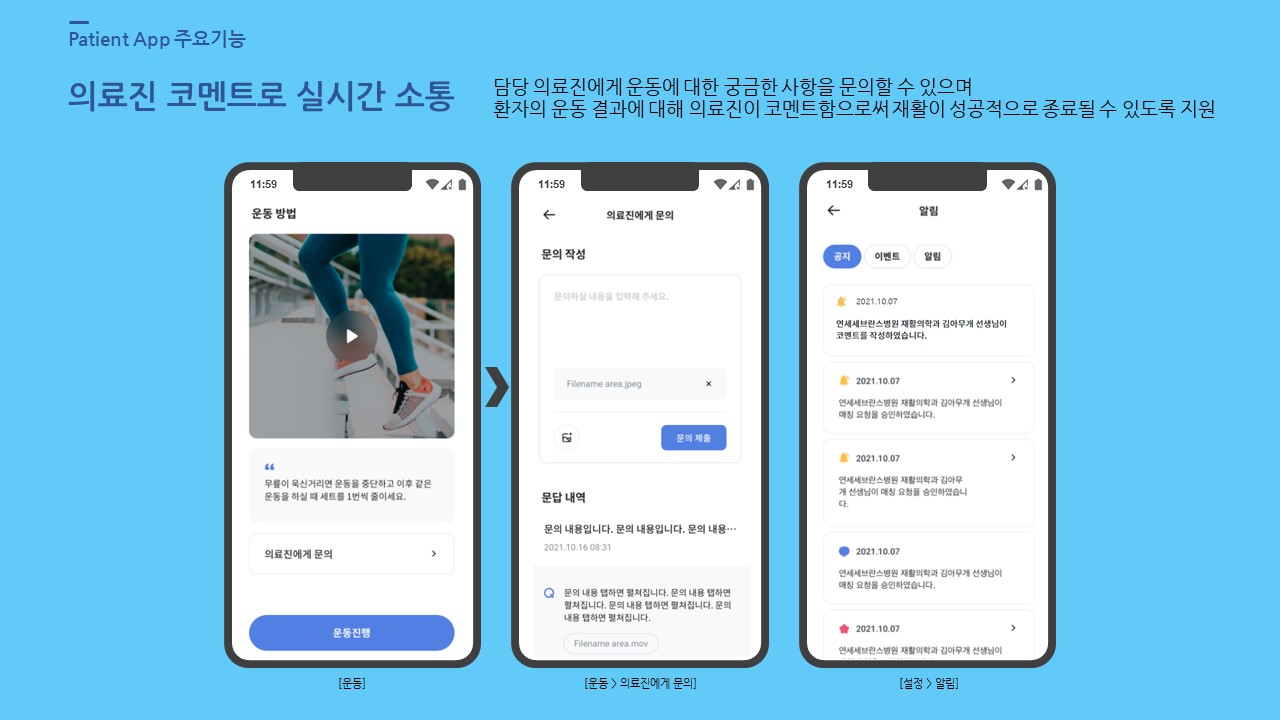 Patient App 주요기능
의료진 코멘트로 실시간 소통
담당 의료진에게 운동에 대한 궁금한 사항을 문의할 수 있으며
환자의 운동 결과에 대해 의료진이 코멘트함으로써 재활이 성공적으로 종료될 수 있도록 지원
11:59
운동 방법
무릎이 욱신거리면 운동을 중단하고 이후 같은
운동을 하실 때 세트를 1번씩 줄이세요.
의료진에게 문의
운동진행
[운동]
11:59
의료진에게 문의
문의 작성
문의하실 내용을 입력해 주세요.
Filename area.jpeg
문의 제출
문답 내역
문의 내용입니다. 문의 내용입니다. 문의 내용…
2021.10.16 08:31
Q
문의 내용 탭하면 펼쳐집니다. 문의 내용 탭하면
펼쳐집니다. 문의 내용 탭하면 펼쳐집니다. 문의
내용 탭하면 펼쳐집니다.
Filename area.mov
[운동 > 의료진에게 문의]
11:59
알림
공지 이벤트 알림
2021.10.07
연세세브란스병원 재활의학과 김아무개 선생님이
코멘트를 작성하였습니다.
2021.10.07
연세세브란스병원 재활의학과 김아무개 선생님이
매칭 요청을 승인하였습니다.
2021.10.07
연세세브란스병원 재활의학과 김아무
개 선생님이 매칭 요청을 승인하였습니
다.
2021.10.07
연세세브란스병원 재활의학과 김아무개 선생님이
매칭 요청을 승인하였습니다.
2021.10.07
연세세브란스병원 재활의학과 김아무개 선생님이
[설정 > 알림]